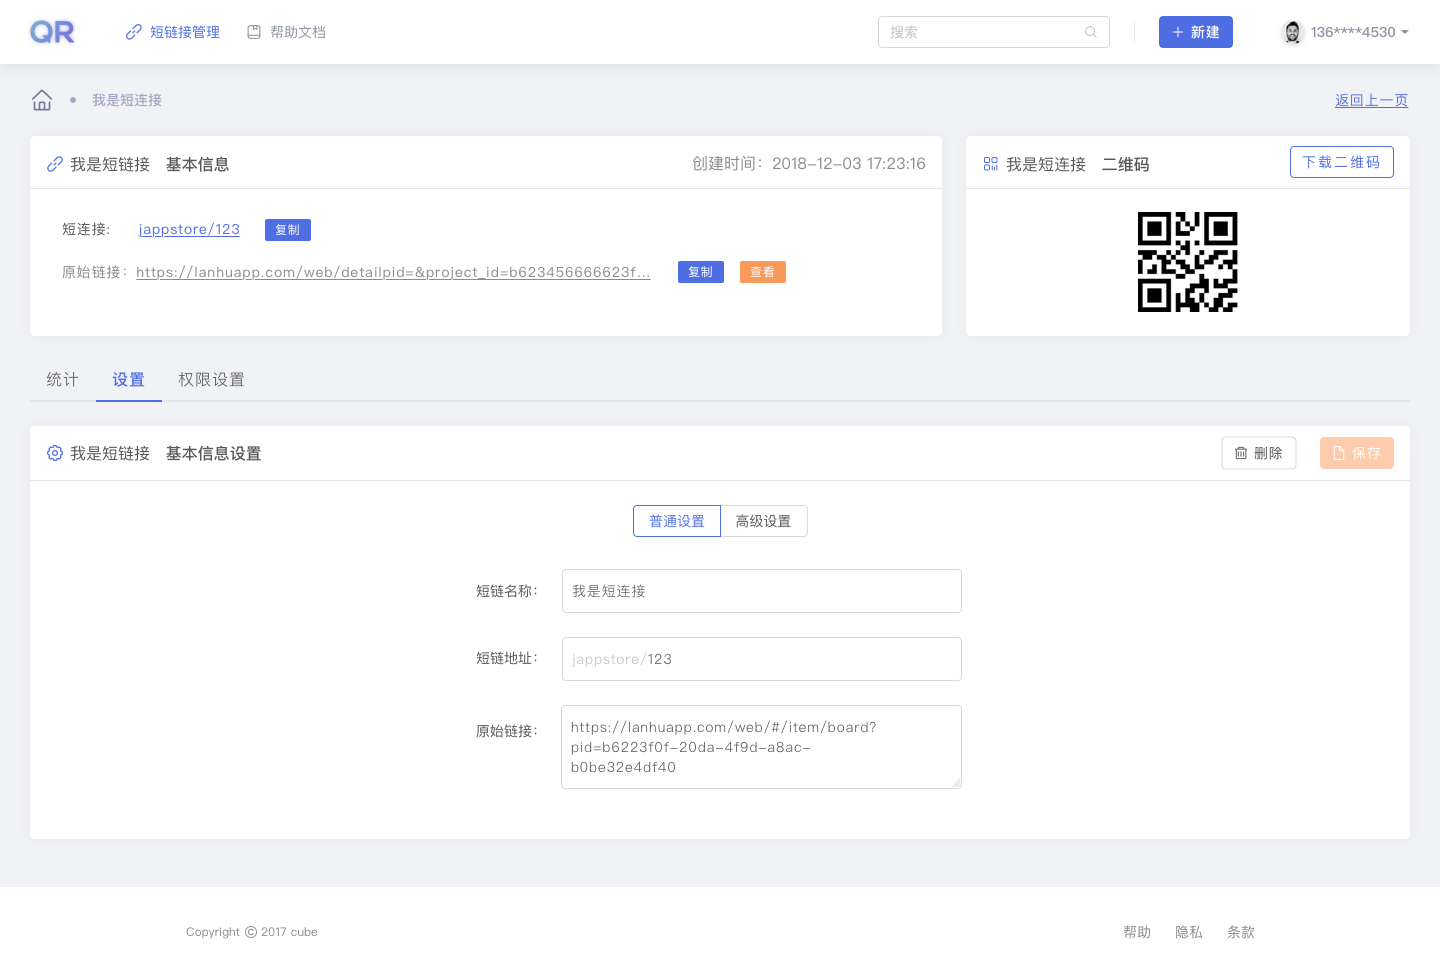 QR
短链接管理
帮助文档
搜索
新建
136****4530
我是短连接
返回上一页
我是短链接 基本信息
创建时间：2018-12-03 17:23:16
我是短连接 二维码
下载二维码
短连接: jappstore/123 复制
原始链接： https://lanhuapp.com/web/detailpid=&project_id=b623456666623f... 复制 查看
统计 设置 权限设置
我是短链接 基本信息设置
删除
保存
普通设置 高级设置
短链名称： 我是短连接
短链地址： jappstore/123
原始链接： https://lanhuapp.com/web/#/item/board?
pid=b6223f0f-20da-4f9d-a8ac-
b0be32e4df40
Copyright © 2017 cube
帮助 隐私 条款